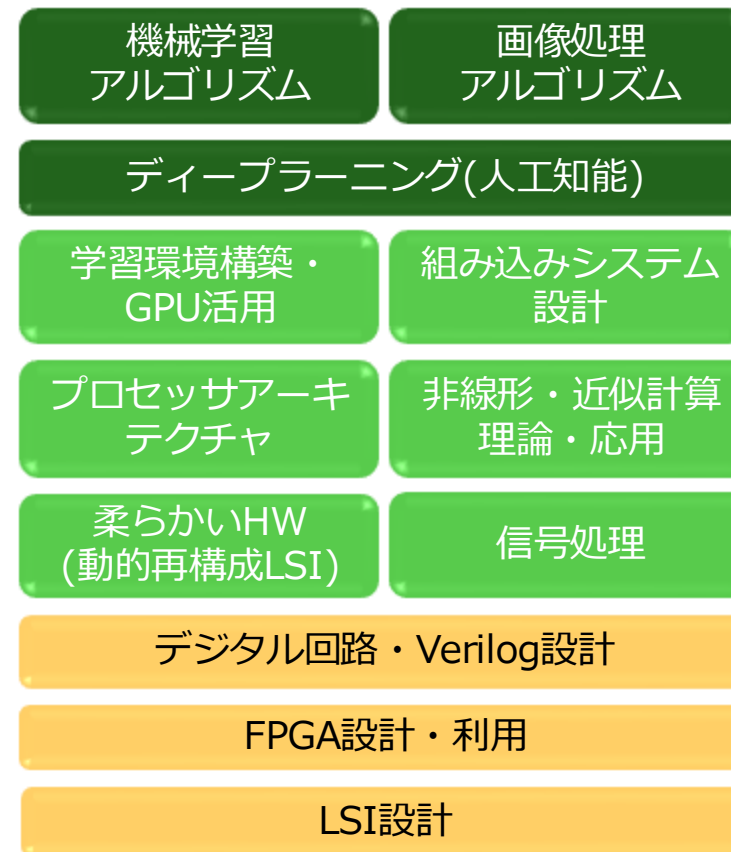 機械学習
アルゴリズム
画像処理
アルゴリズム
ディープラーニング(人工知能)
学習環境構築・
GPU活用
組み込みシステム
設計
プロセッサアーキ
テクチャ
非線形・近似計算
理論・応用
柔らかいHW
(動的再構成LSI)
信号処理
デジタル回路・Verilog設計
FPGA設計・利用
LSI設計